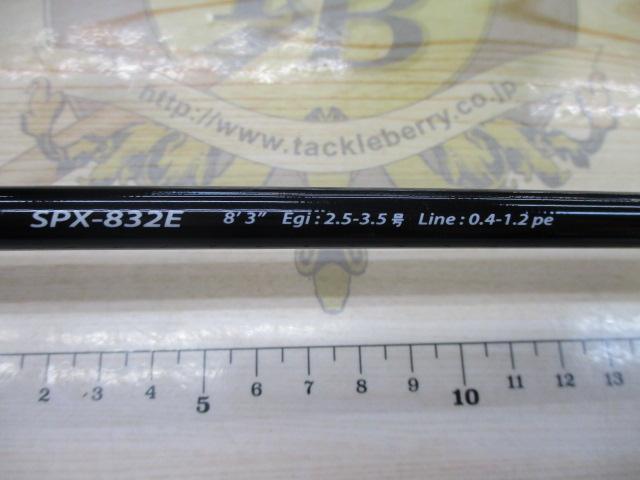 TB
http://www.tackleberry.co.jp
SPX-832E 8'3" Egi : 2.5-3.5号 Line : 0.4-1.2 pe
2 3 4 5 6 7 8 9 10 11 12 13